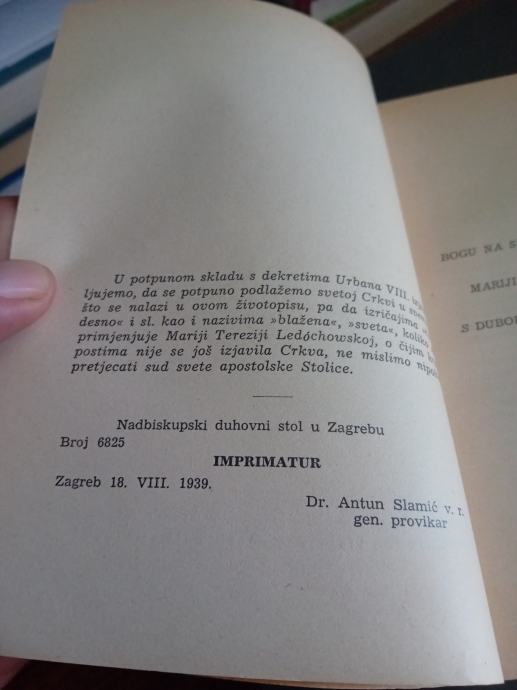 U potpunom skladu s dekretima Urbana VIII.
ljujemo, da se potpuno podlažemo svetoj Crkvi u
što se nalazi u ovom životopisu, pa da izričajima
desno« i sl. kao i nazivima »blažena«, »sveta«, koliko
primjenjuje Mariji Tereziji Ledóchowskoj, o čijim
postima nije se još izjavila Crkva, ne mislimo
pretjecati sud svete apostolske Stolice.
Nadbiskupski duhovni stol u Zagrebu
Broj 6825
IMPRIMATUR
Zagreb 18. VIII. 1939.
Dr. Antun Slamić v. r.
gen. provikar
BOGU NA
MARIJI
S DUBO